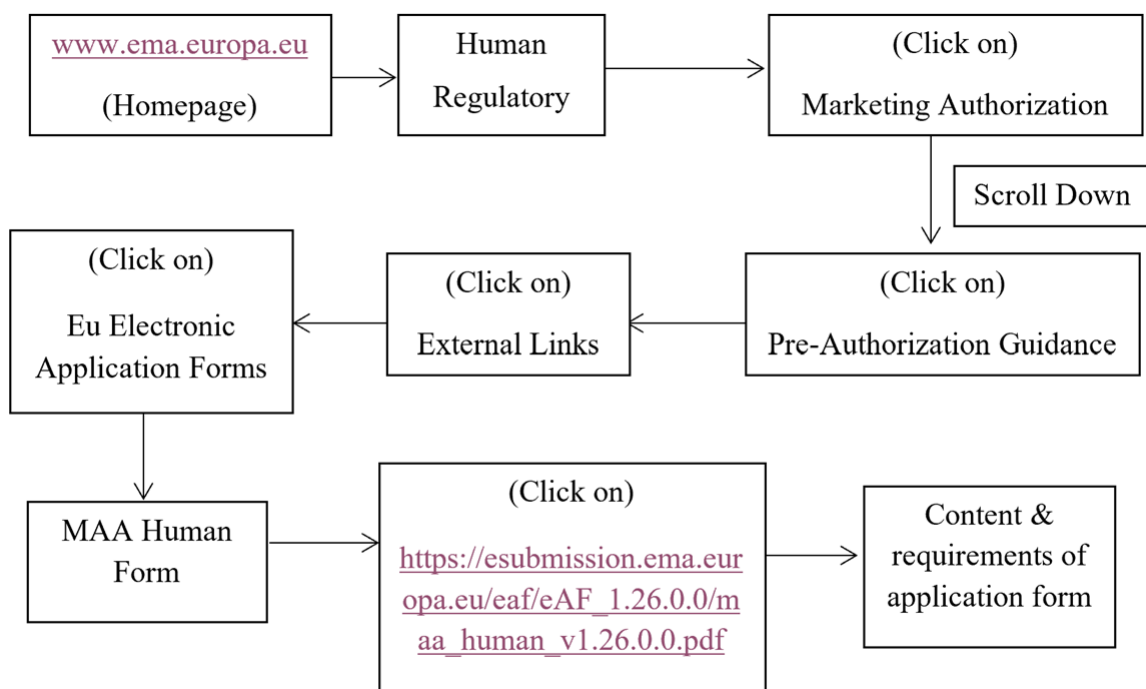 www.ema.europa.eu
(Homepage)
Human
Regulatory
(Click on)
Marketing Authorization
Scroll Down
(Click on)
Pre-Authorization Guidance
(Click on)
External Links
(Click on)
Eu Electronic
Application Forms
MAA Human
Form
(Click on)
https://esubmission.ema.eur
opa.eu/eaf/eAF_1.26.0.0/m
aa_human_v1.26.0.0.pdf
Content &
requirements of
application form